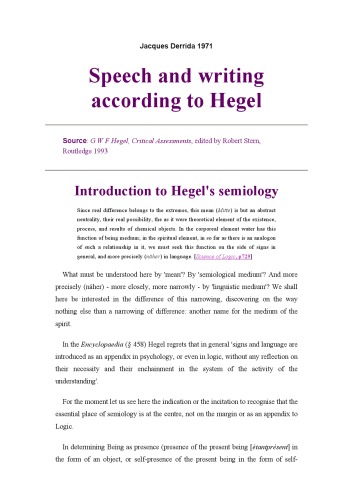 Jacques Derrida 1971
Speech and writing
according to Hegel
Source: G W F Hegel, Critical Assessments, edited by Robert Stern,
Routledge 1993
Introduction to Hegel's semiology
Since real difference belongs to the extremes, this mean (Mitte) is but an abstract
neutrality, their real possibility, the as it were theoretical element of the existence,
process, and results of chemical objects. In the corporeal element water has this
function of being medium; in the spiritual element, in so far as there is an analogon
of such a relationship in it, we must seek this function on the side of signs in
general, and more precisely (näher) in language. [Science of Logic, p729]
What must be understood here by 'mean'? By 'semiological medium'? And more
precisely (näher) - more closely, more narrowly - by 'linguistic medium'? We shall
here be interested in the difference of this narrowing, discovering on the way
nothing else than a narrowing of difference: another name for the medium of the
spirit.
In the Encyclopaedia (§ 458) Hegel regrets that in general 'signs and language are
introduced as an appendix in psychology, or even in logic, without any reflection on
their necessity and their enchainment in the system of the activity of the
understanding'.
For the moment let us see here the indication or the incitation to recognise that the
essential place of semiology is at the centre, not on the margin or as an appendix to
Logic.
In determining Being as presence (presence of the present being [étantprésent] in
the form of an object, or self-presence of the present being in the form of self-